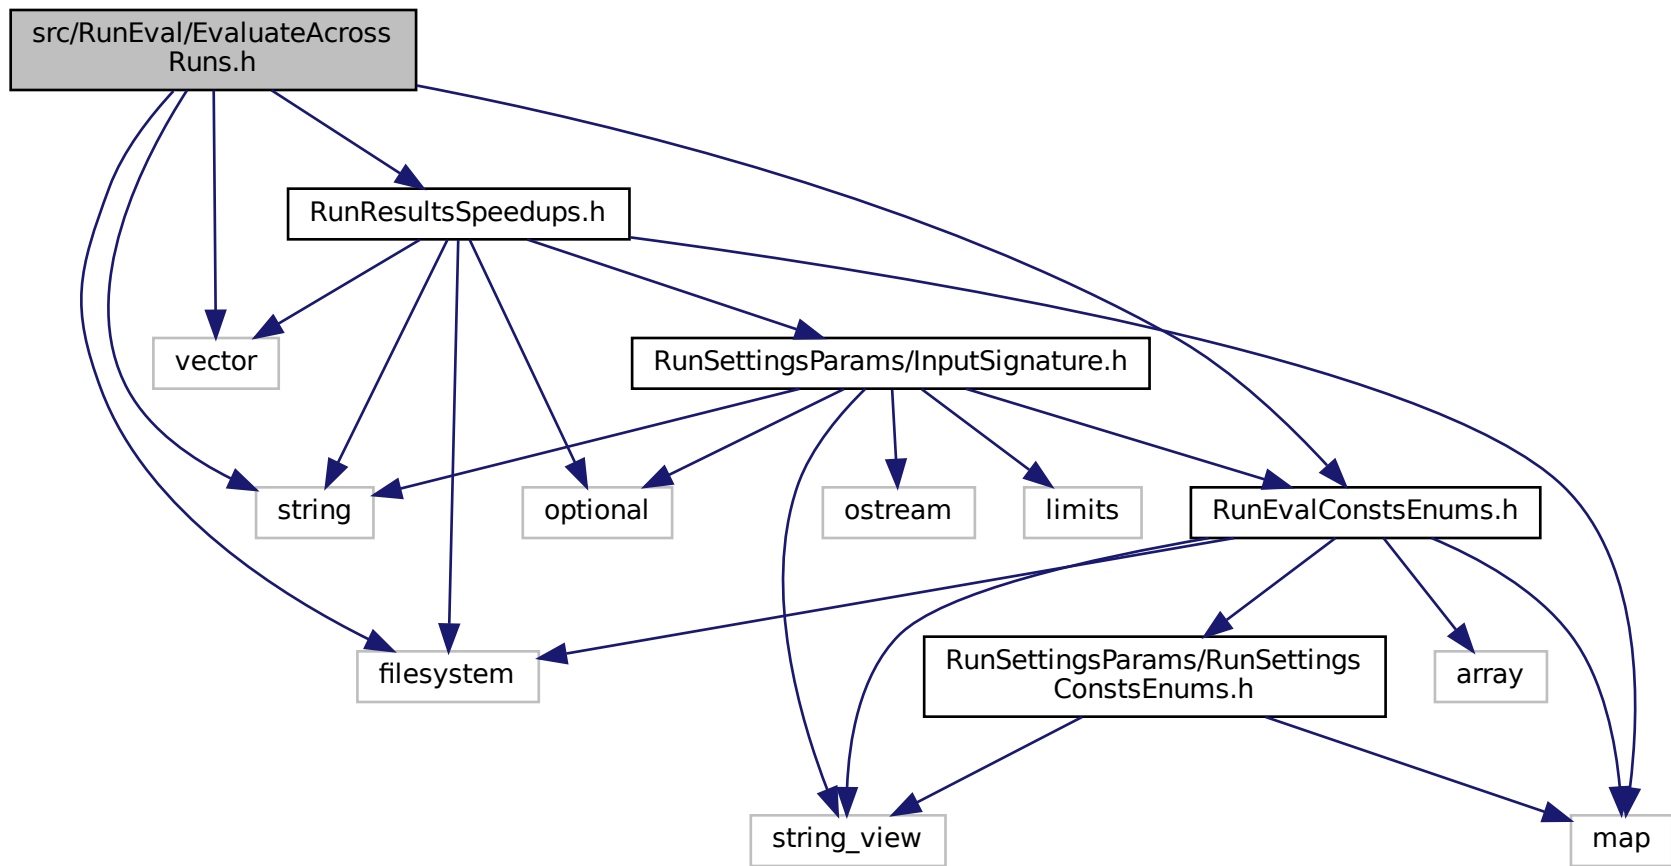 src/RunEval/EvaluateAcross
Runs.h
RunResultsSpeedups.h
vector
RunSettingsParams/InputSignature.h
string
optional
ostream
limits
RunEvalConstsEnums.h
filesystem
RunSettingsParams/RunSettings
ConstsEnums.h
array
string_view
map